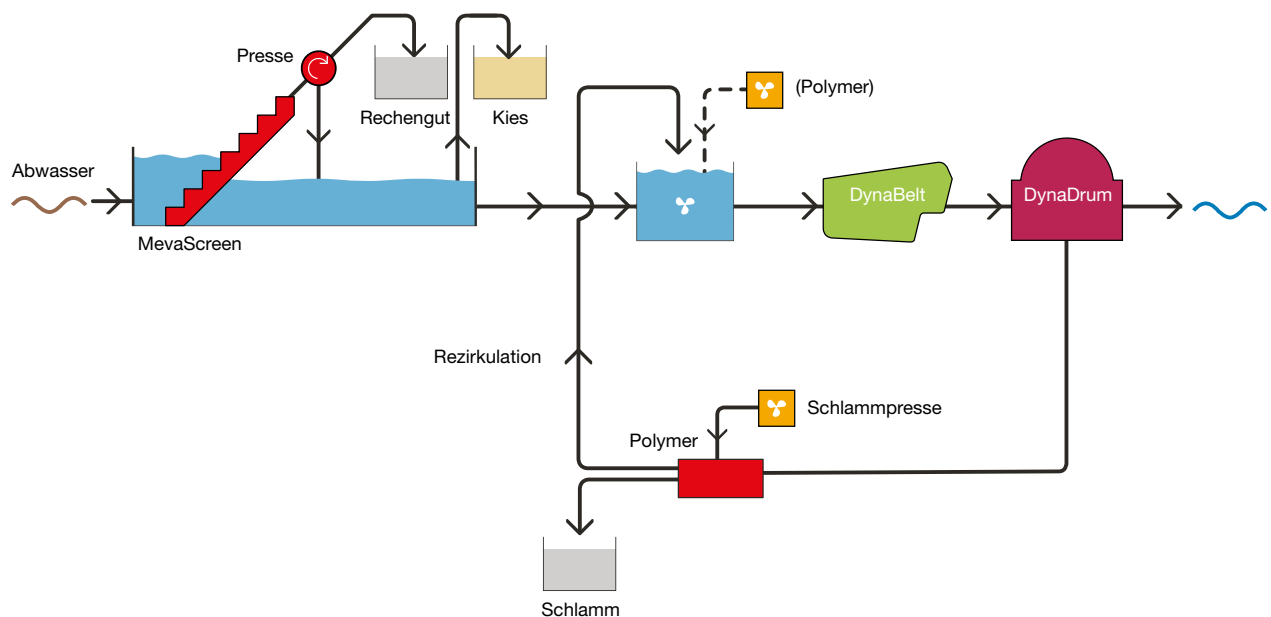 Presse
Rechengut
Kies
(Polymer)
Abwasser
MevaScreen
DynaBelt
DynaDrum
Rezirkulation
Schlammpresse
Polymer
Schlamm